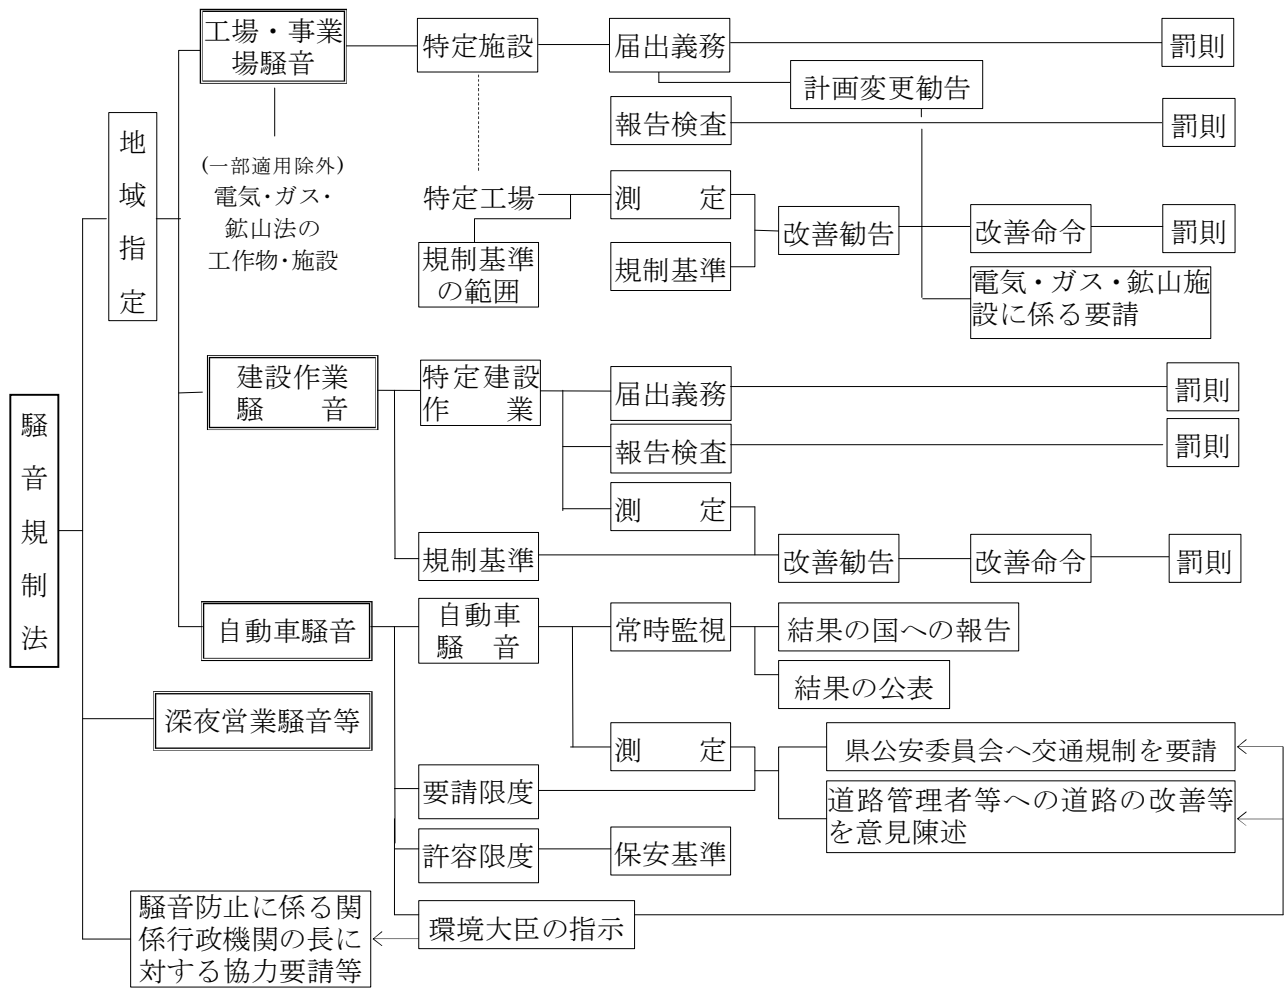 騒音規制法
地域指定
工場・事業
場騒音
(一部適用除外)
電気・ガス・
鉱山法の
工作物・施設
特定施設
届出義務
罰則
計画変更勧告
報告検査
罰則
特定工場
規制基準
の範囲
測　定
規制基準
改善勧告
改善命令
罰則
電気・ガス・鉱山施
設に係る要請
建設作業
騒　音
特定建設
作　業
届出義務
罰則
報告検査
罰則
測　定
規制基準
改善勧告
改善命令
罰則
自動車騒音
自動車
騒　音
常時監視
結果の国への報告
結果の公表
測　定
要請限度
県公安委員会へ交通規制を要請
道路管理者等への道路の改善等
を意見陳述
許容限度
保安基準
環境大臣の指示
深夜営業騒音等
騒音防止に係る関
係行政機関の長に
対する協力要請等